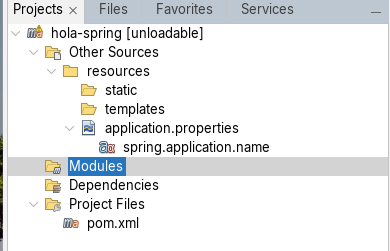 Projects × Files Favorites Services
hola-spring [unloadable]
Other Sources
resources
static
templates
application.properties
spring.application.name
Modules
Dependencies
Project Files
pom.xml